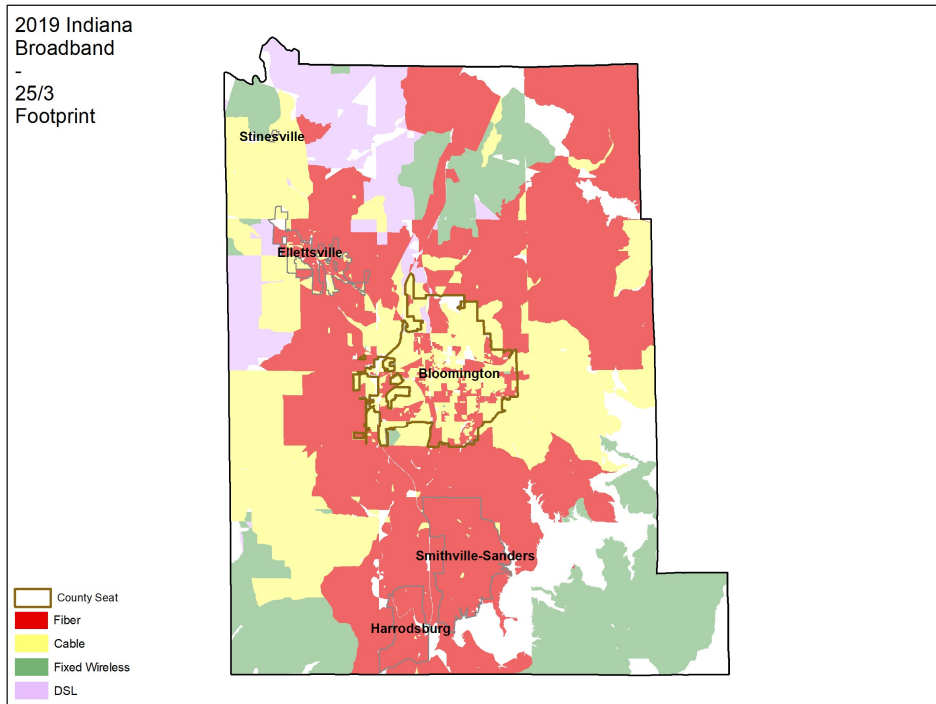 2019 Indiana
Broadband
-
25/3
Footprint
Stinesville
Ellettsville
Bloomington
Smithville-Sanders
Harrodsburg
County Seat
Fiber
Cable
Fixed Wireless
DSL